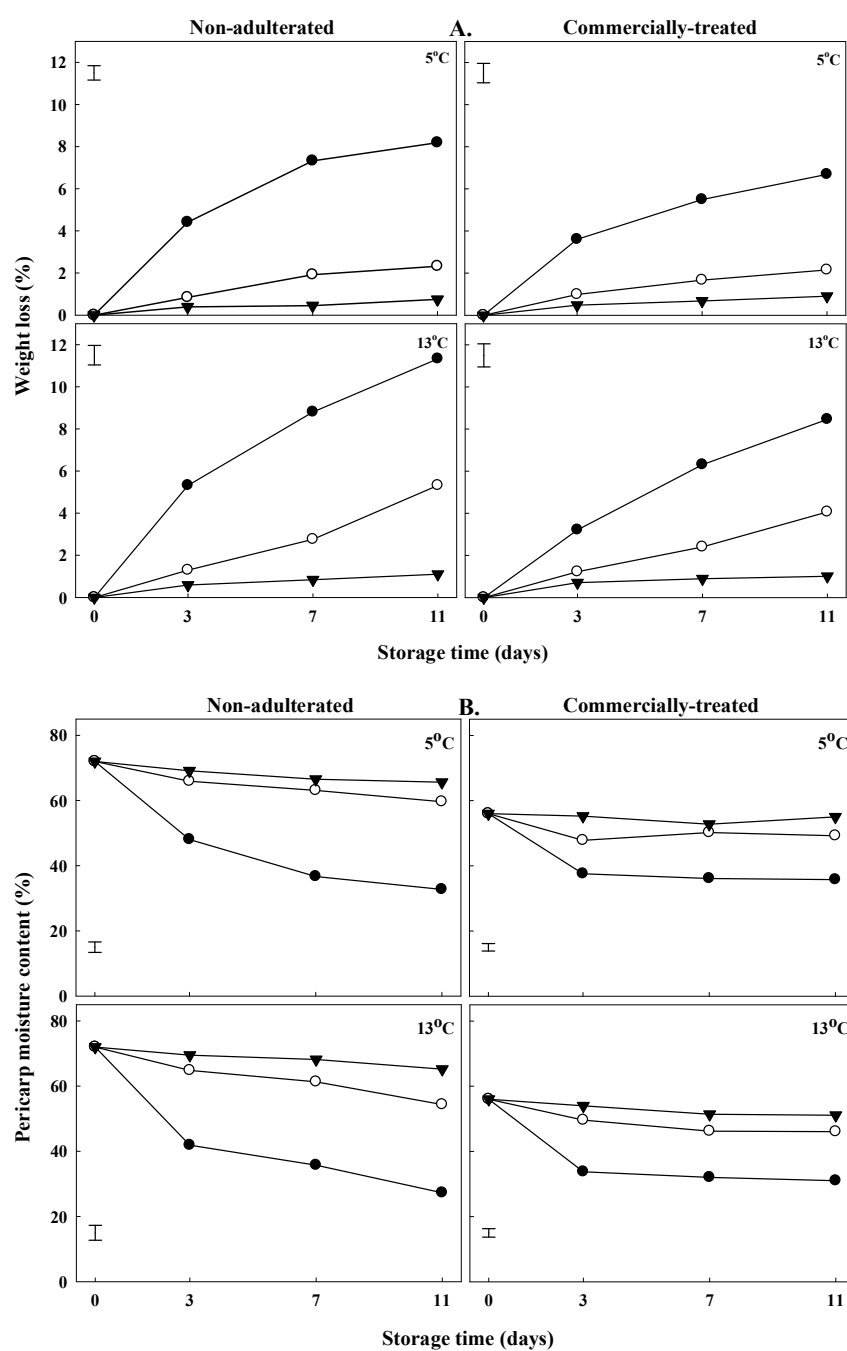 Non-adulterated A. Commercially-treated
5°C 5°C
12
10
8
6
4
2
0
Weight loss (%)
13°C 13°C
12
10
8
6
4
2
0
0 3 7 11 0 3 7 11
Storage time (days)
Non-adulterated B. Commercially-treated
5°C 5°C
80
60
40
20
0
Pericarp moisture content (%)
13°C 13°C
80
60
40
20
0
0 3 7 11 0 3 7 11
Storage time (days)